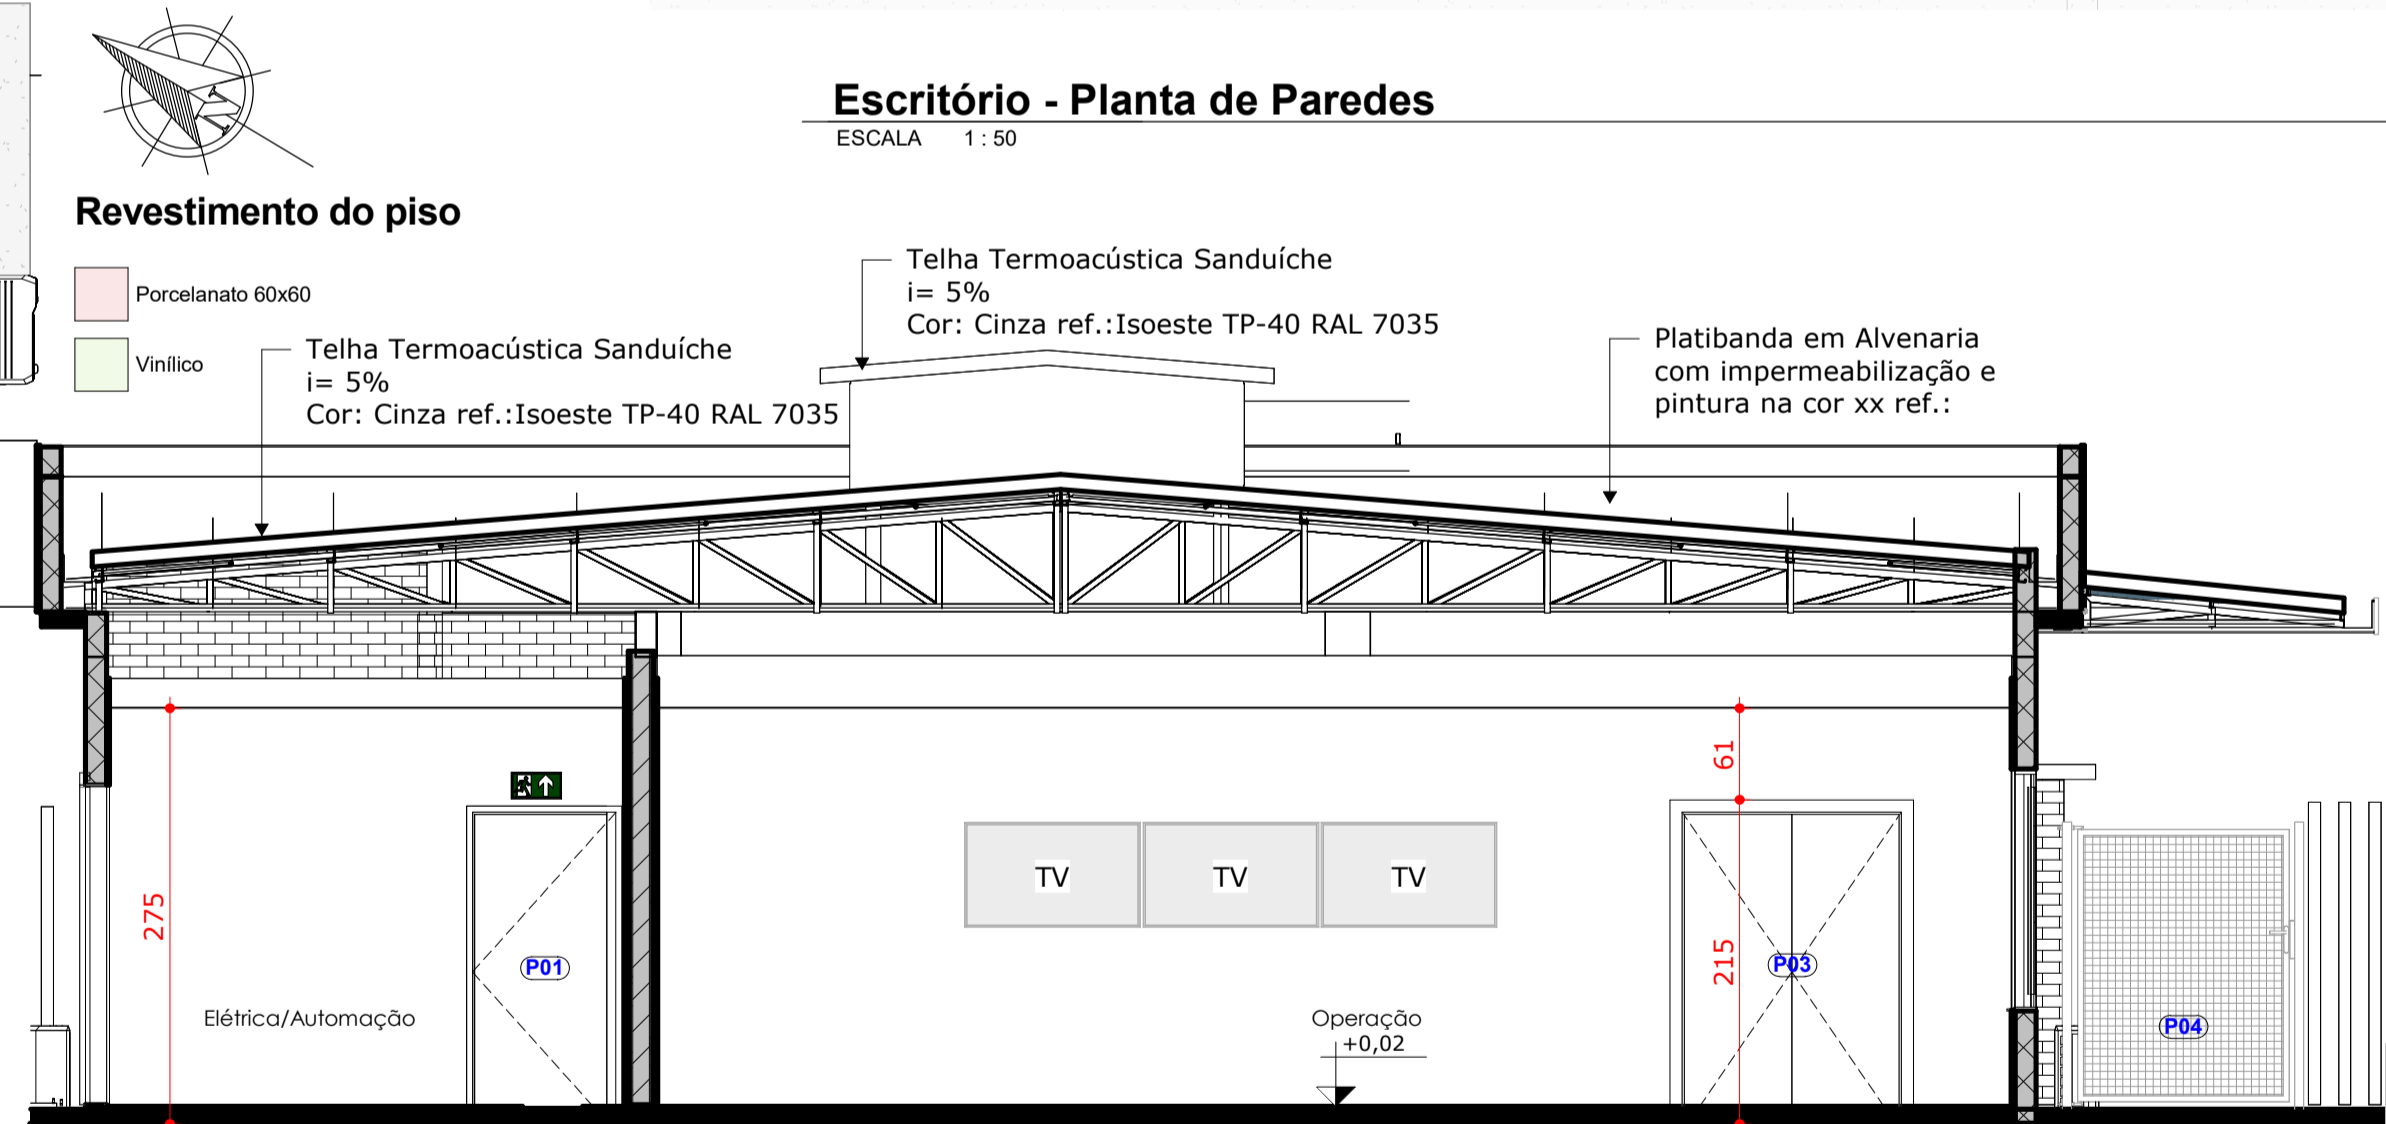 N
Escritório - Planta de Paredes
ESCALA 1 : 50
Revestimento do piso
Porcelanato 60x60
Vinílico
Telha Termoacústica Sanduíche
i= 5%
Cor: Cinza ref.:Isoeste TP-40 RAL 7035
Telha Termoacústica Sanduíche
i= 5%
Cor: Cinza ref.:Isoeste TP-40 RAL 7035
Platibanda em Alvenaria
com impermeabilização e
pintura na cor xx ref.:
275
Elétrica/Automação
P01
TV
TV
TV
Operação
+0,02
61
215
P03
P04